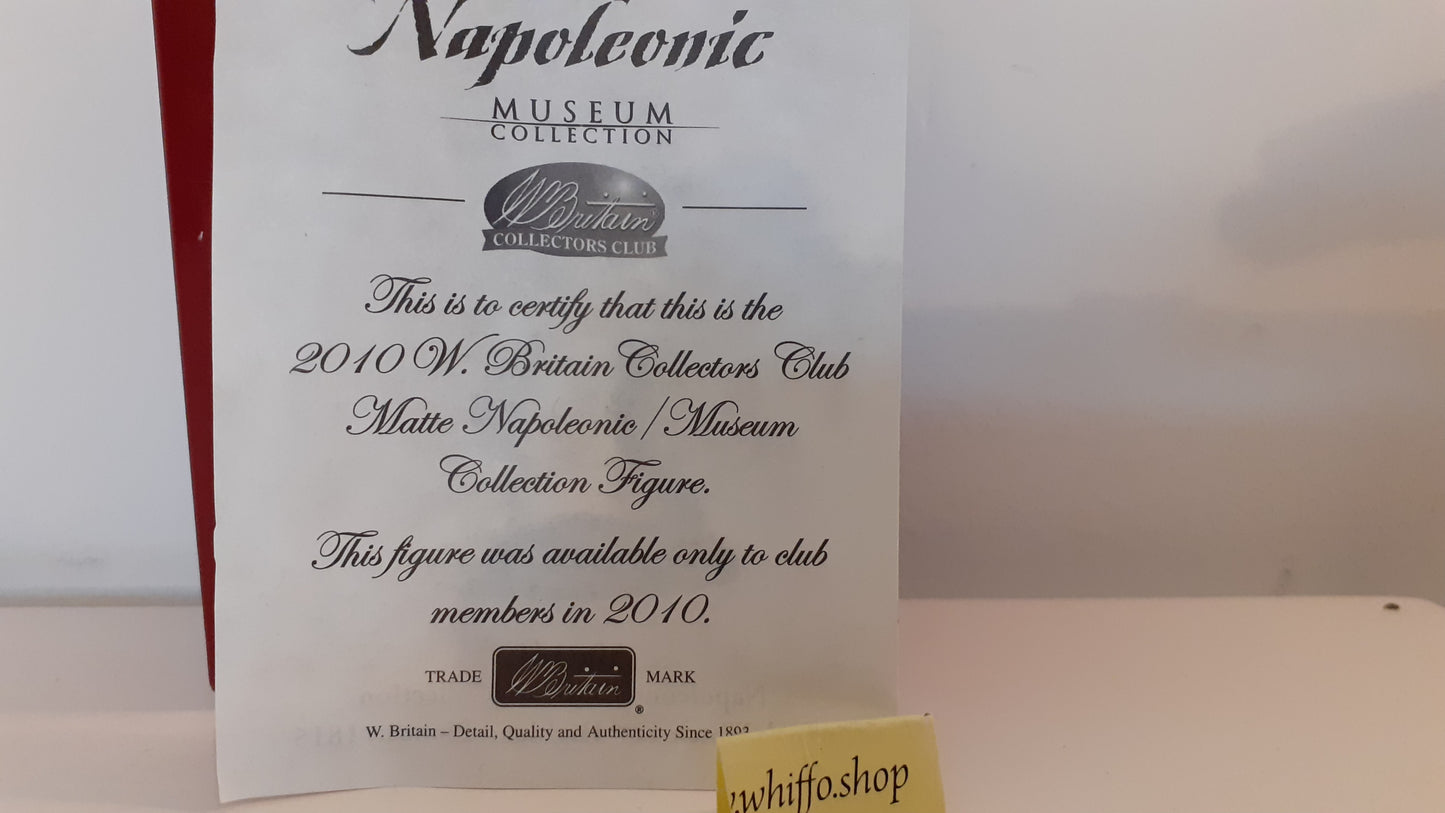 Napoleonic
MUSEUM
COLLECTION
W Britain
COLLECTORS CLUB
This is to certify that this is the
2010 W. Britain Collectors Club
Matte Napoleonic / Museum
Collection Figure.
This figure was available only to club
members in 2010.
TRADE W Britain MARK
®
W. Britain – Detail, Quality and Authenticity Since 1893
.whiffo.shop